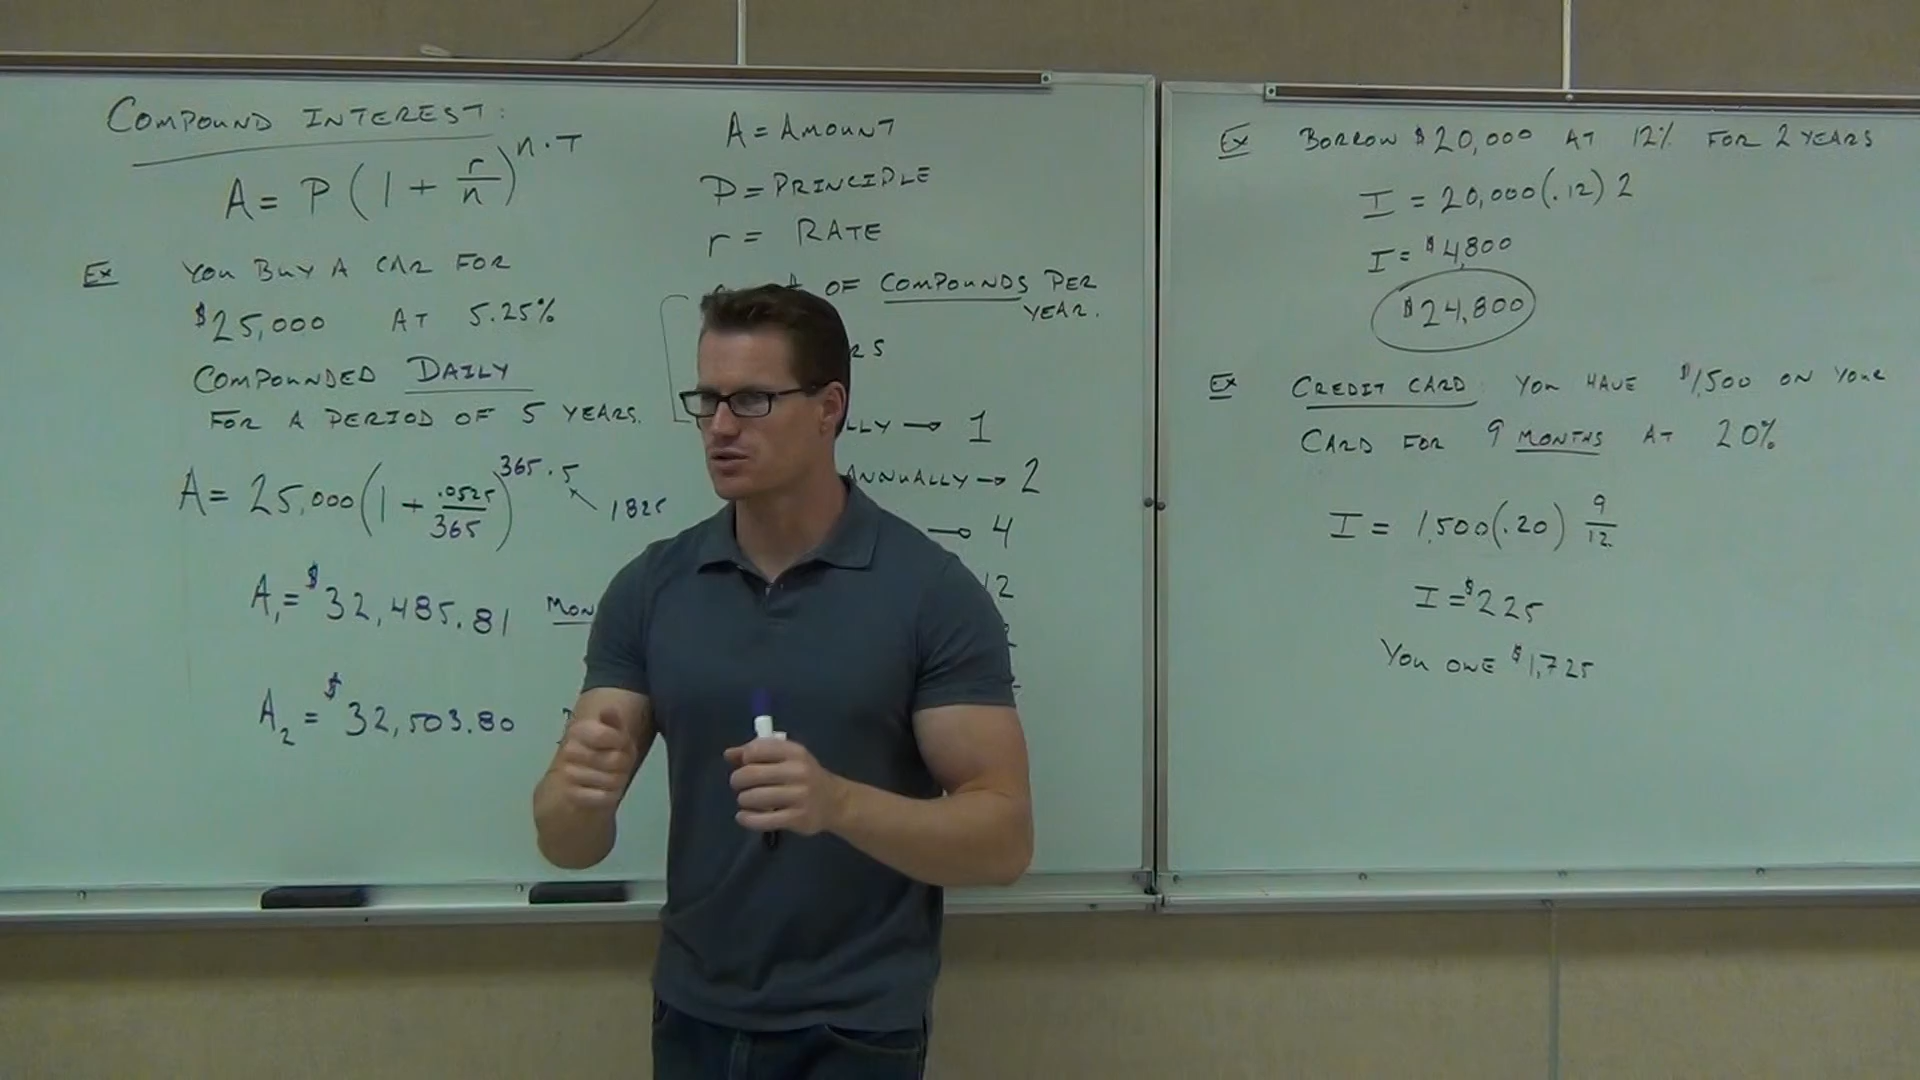 COMPOUND INTEREST:
A = P (1 + r/n)^n·T
Ex YOU BUY A CAR FOR
$25,000 AT 5.25%
COMPOUNDED DAILY
FOR A PERIOD OF 5 YEARS.
A = 25,000 (1 + .0525/365)^365·5
1825
A₁ = $32,485.81
A₂ = $32,503.80
A = AMOUNT
P = PRINCIPLE
r = RATE
OF COMPOUNDS PER
YEAR.
RS
LLY → 1
ANNUALLY → 2
→ 4
12
Ex BORROW $20,000 AT 12% FOR 2 YEARS
I = 20,000(.12) 2
I = $4,800
$24,800
Ex CREDIT CARD: YOU HAVE $1,500 ON YOUR
CARD FOR 9 MONTHS AT 20%
I = 1,500(.20) 9/12
I = $225
YOU OWE $1,725